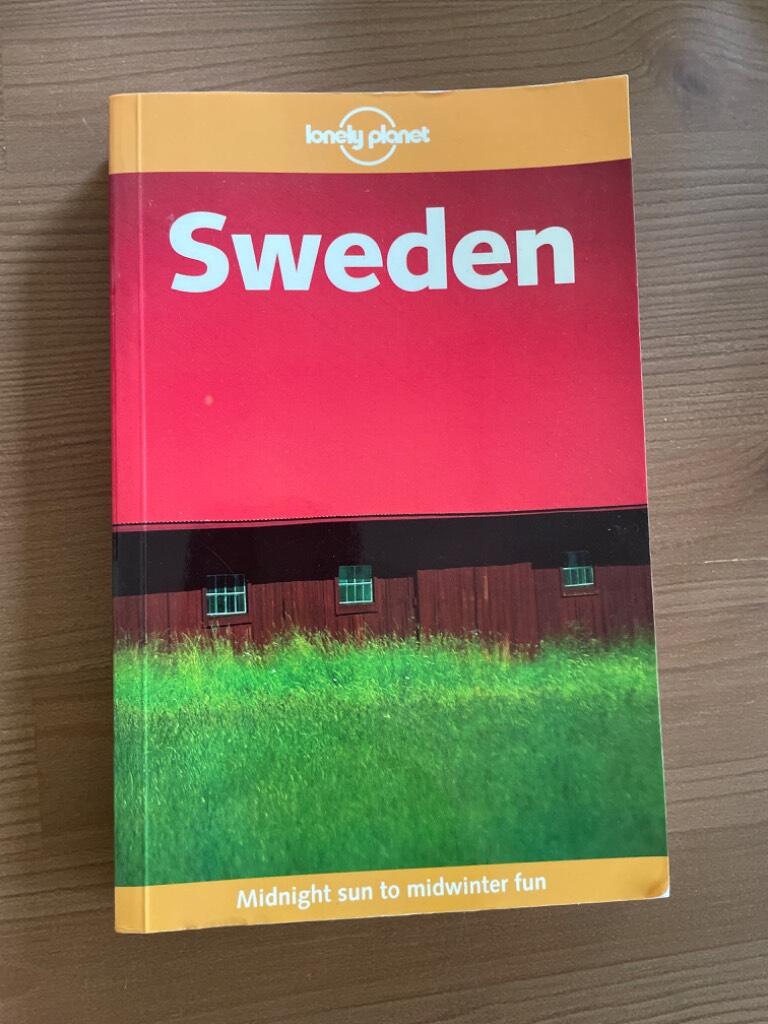 lonely planet
Sweden
Midnight sun to midwinter fun